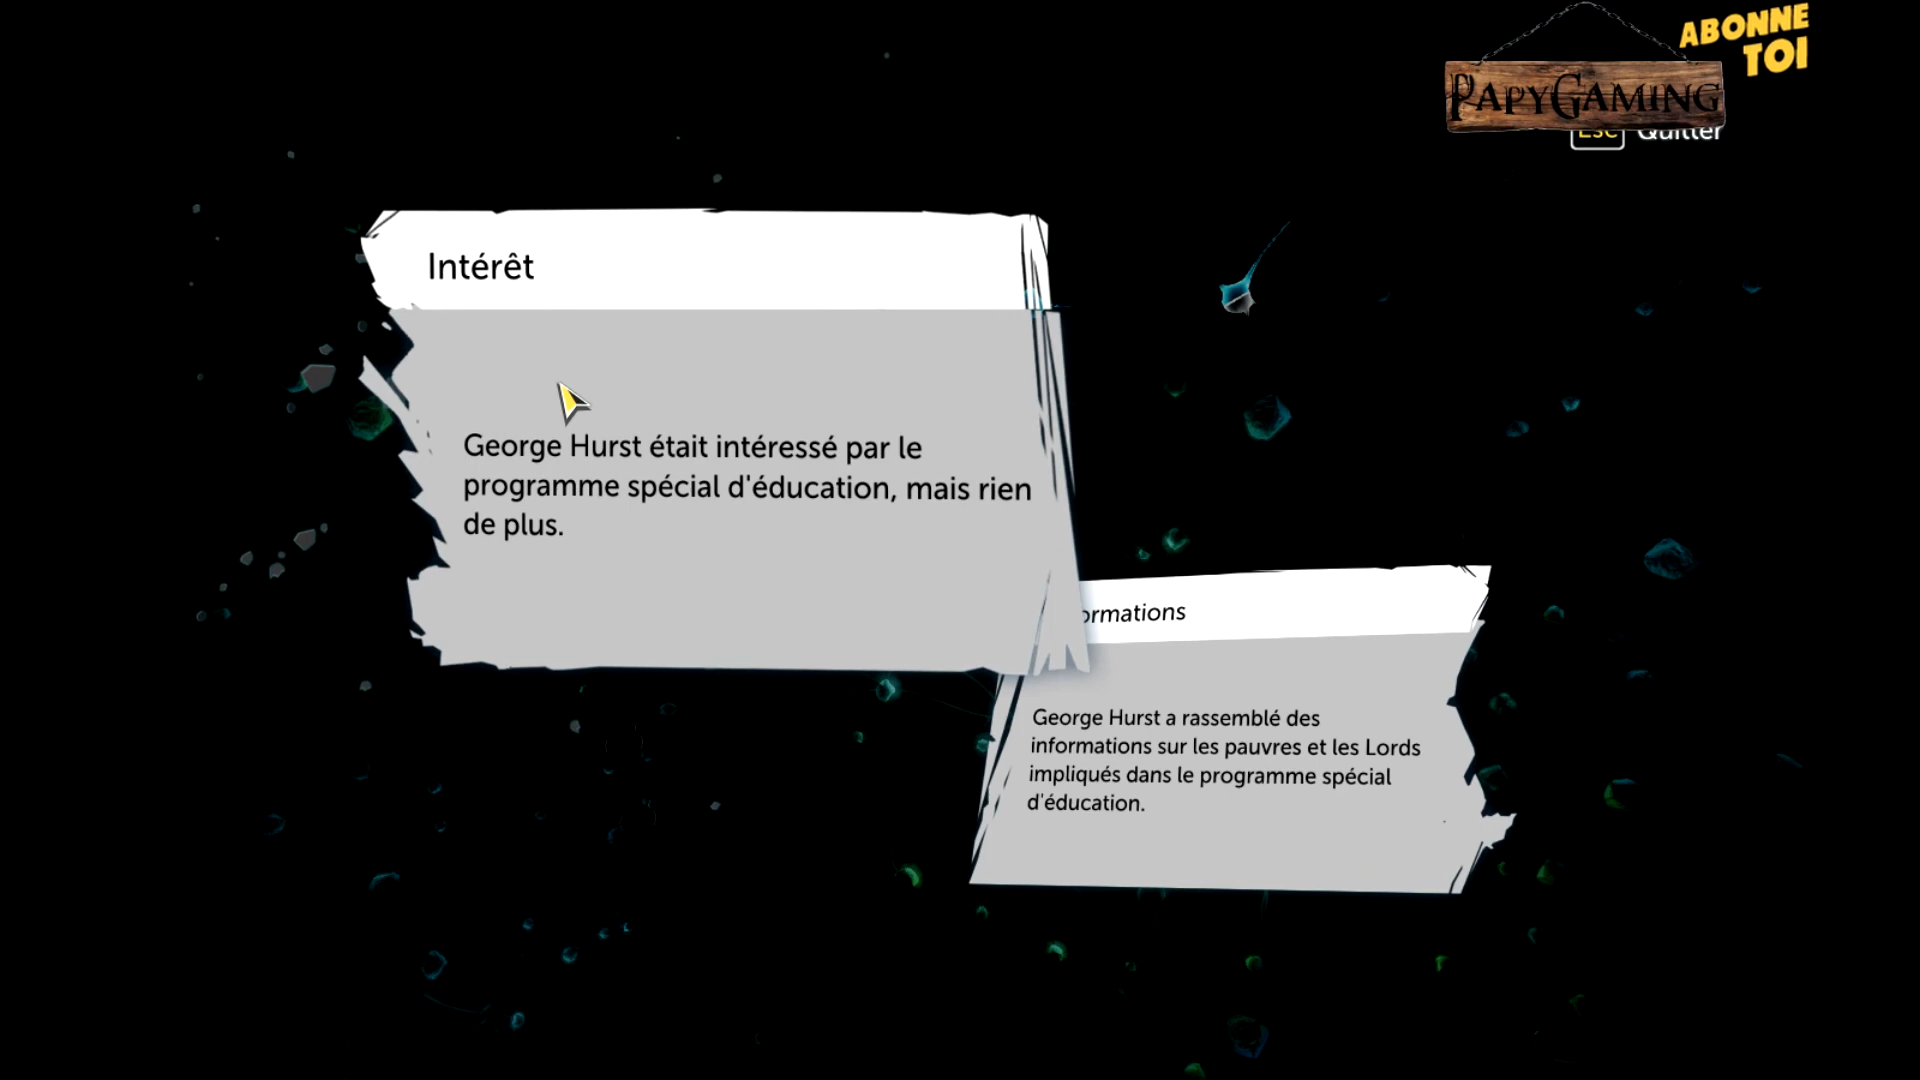 ABONNE
TOI
PAPYGAMING
Esc Quitter
Intérêt
George Hurst était intéressé par le
programme spécial d'éducation, mais rien
de plus.
ormations
George Hurst a rassemblé des
informations sur les pauvres et les Lords
impliqués dans le programme spécial
d'éducation.